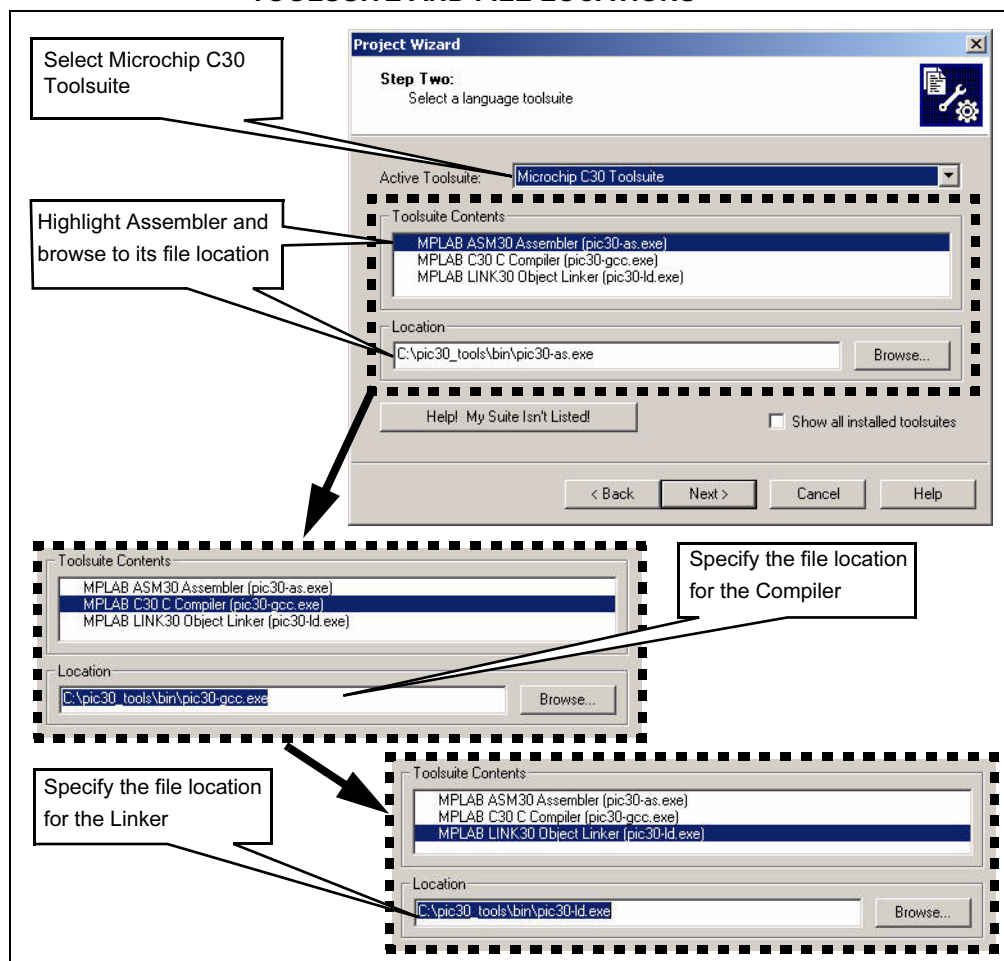 TOOLSUITE AND FILE LOCATIONS
Select Microchip C30
Toolsuite
Project Wizard
Step Two:
Select a language toolsuite
Active Toolsuite: Microchip C30 Toolsuite
Highlight Assembler and
browse to its file location
Toolsuite Contents
MPLAB ASM30 Assembler (pic30-as.exe)
MPLAB C30 C Compiler (pic30-gcc.exe)
MPLAB LINK30 Object Linker (pic30-ld.exe)
Location
C:\pic30_tools\bin\pic30-as.exe
Browse...
Help! My Suite Isn't Listed!
Show all installed toolsuites
< Back
Next >
Cancel
Help
Toolsuite Contents
MPLAB ASM30 Assembler (pic30-as.exe)
MPLAB C30 C Compiler (pic30-gcc.exe)
MPLAB LINK30 Object Linker (pic30-ld.exe)
Specify the file location
for the Compiler
Location
C:\pic30_tools\bin\pic30-gcc.exe
Browse...
Specify the file location
for the Linker
Toolsuite Contents
MPLAB ASM30 Assembler (pic30-as.exe)
MPLAB C30 C Compiler (pic30-gcc.exe)
MPLAB LINK30 Object Linker (pic30-ld.exe)
Location
C:\pic30_tools\bin\pic30-ld.exe
Browse...